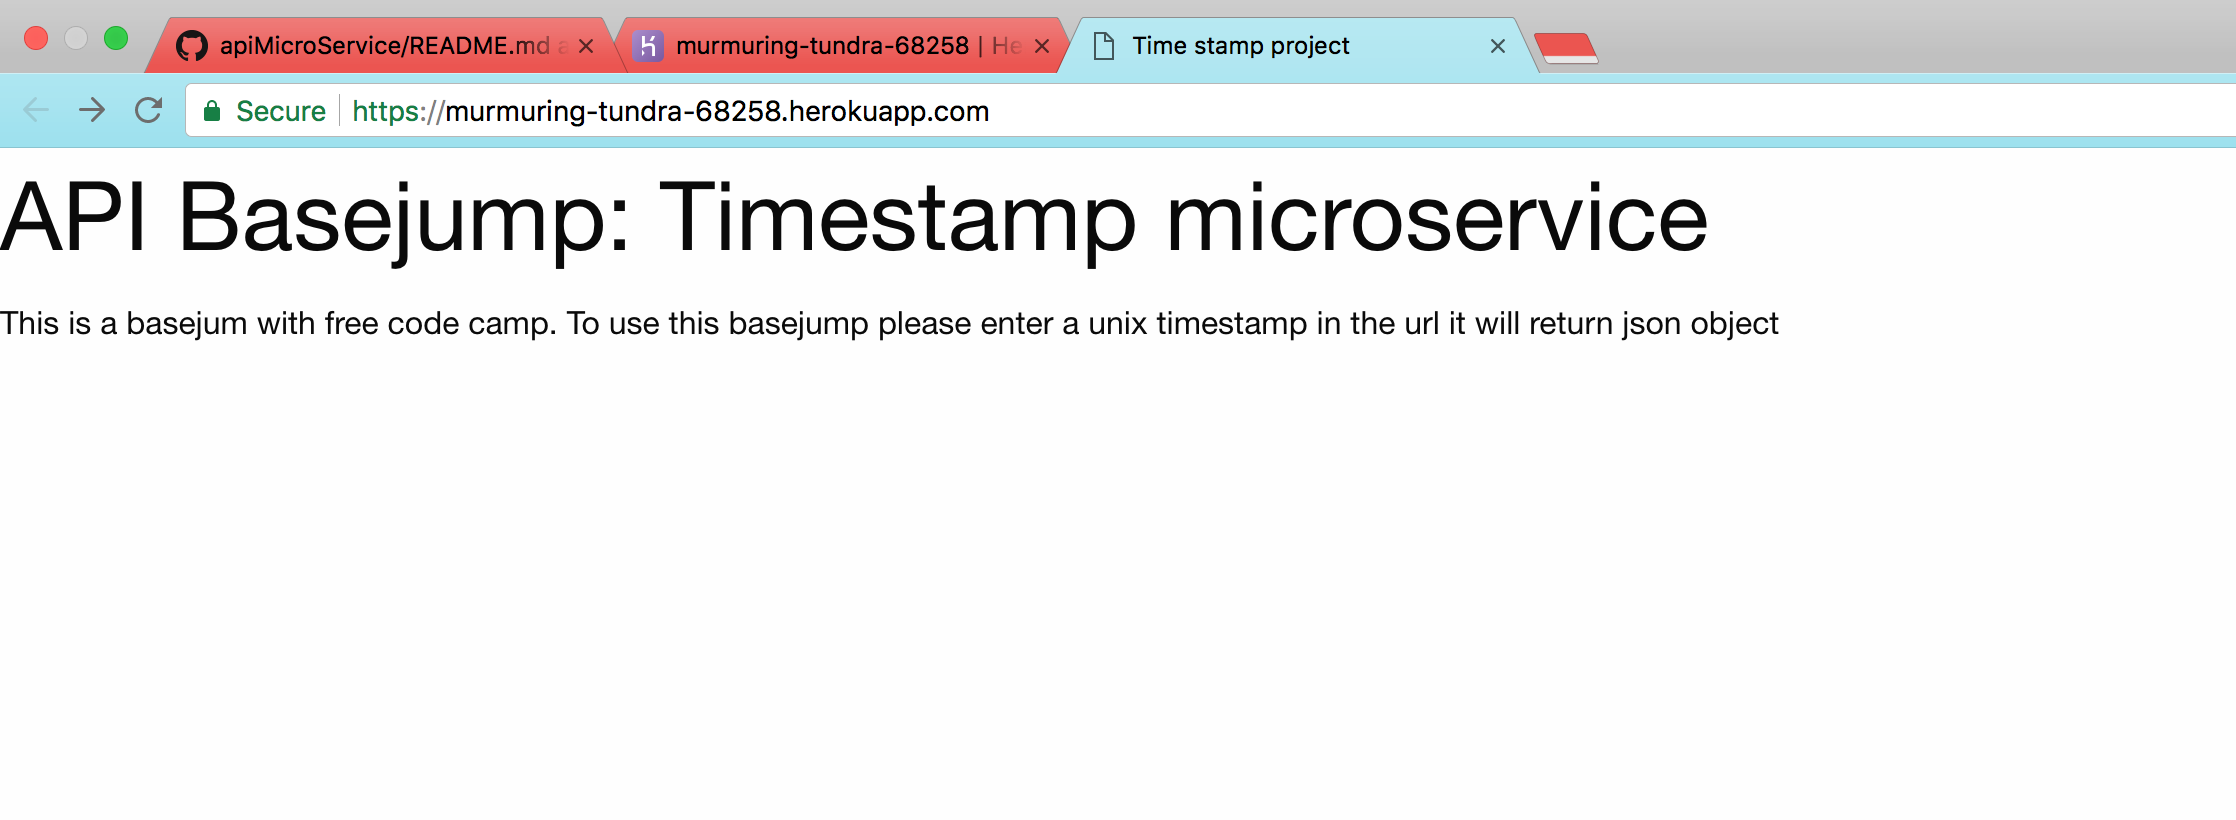 apiMicroService/README.md a
murmuring-tundra-68258 | He
Time stamp project
Secure
https://murmuring-tundra-68258.herokuapp.com
API Basejump: Timestamp microservice
This is a basejum with free code camp. To use this basejump please enter a unix timestamp in the url it will return json object